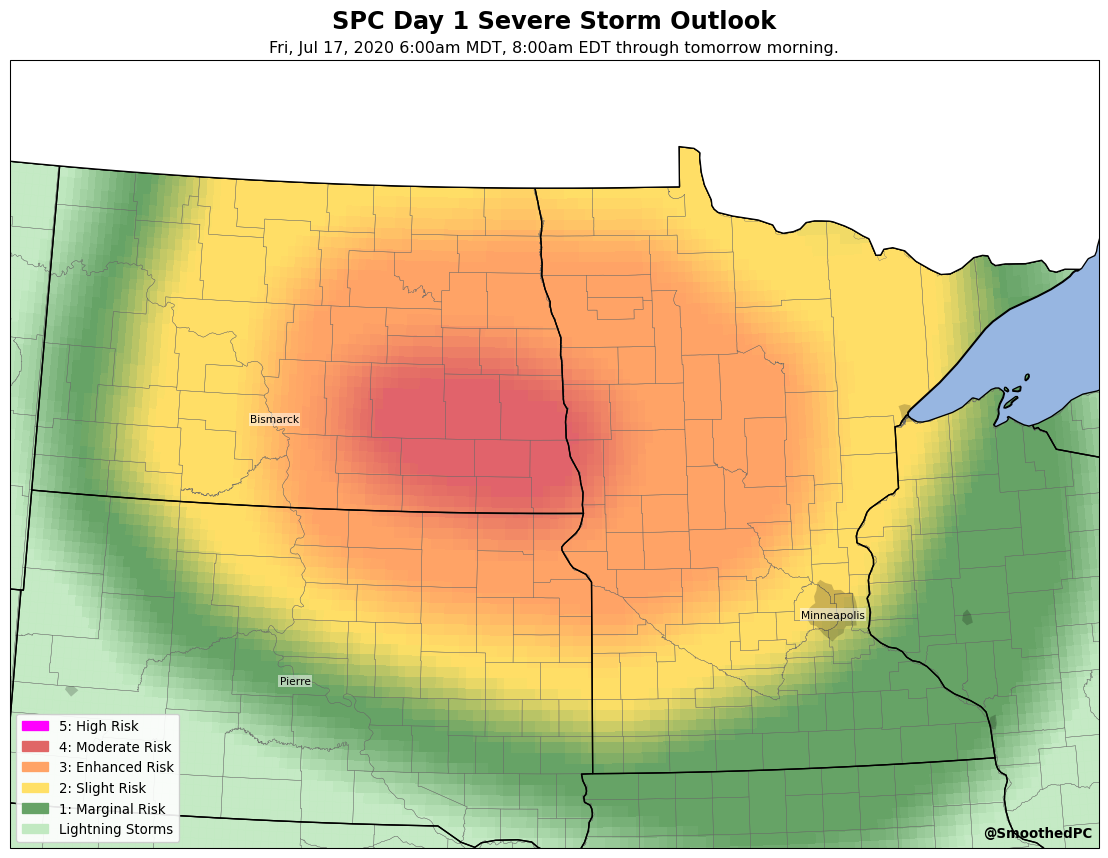 SPC Day 1 Severe Storm Outlook
Fri, Jul 17, 2020 6:00am MDT, 8:00am EDT through tomorrow morning.
Bismarck
Minneapolis
Pierre
5: High Risk
4: Moderate Risk
3: Enhanced Risk
2: Slight Risk
1: Marginal Risk
Lightning Storms
@SmoothedPC